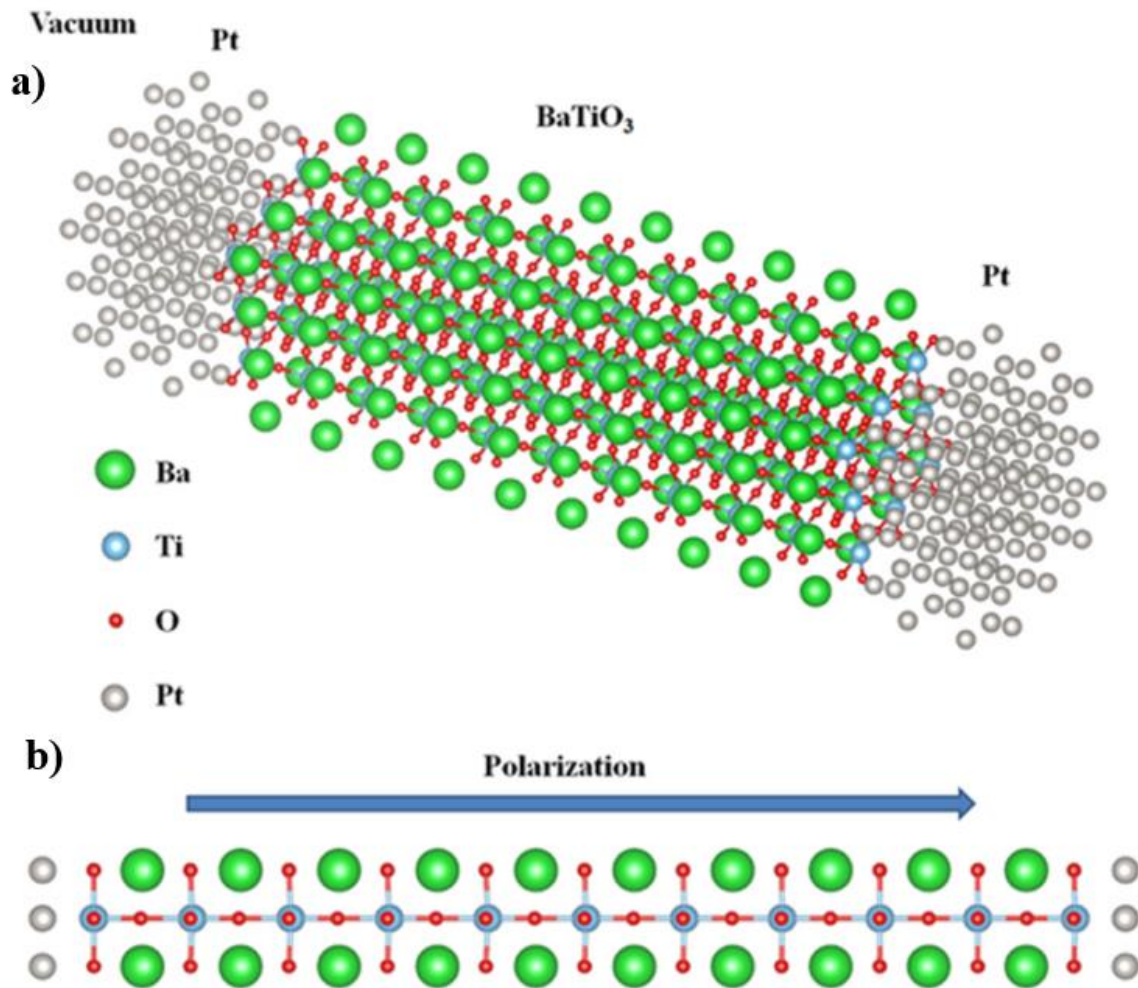 Vacuum
Pt
a)
BaTiO₃
Pt
Ba
Ti
O
Pt
b)
Polarization